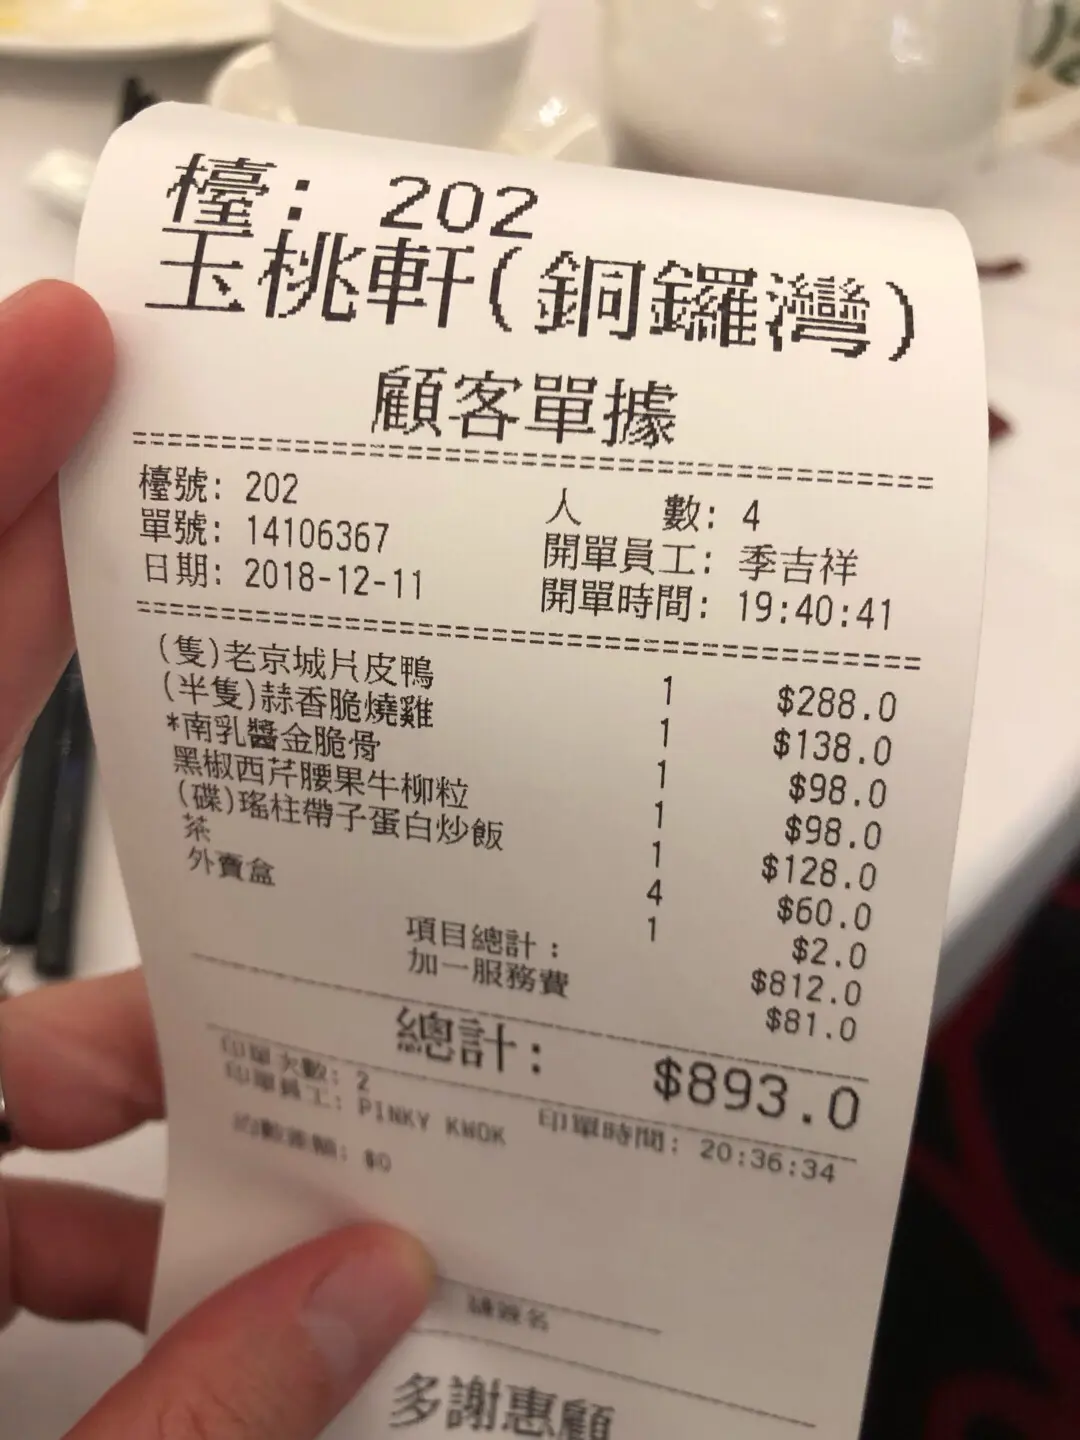 檯: 202
玉桃軒(銅鑼灣)
顧客單據
檯號: 202 人 數: 4
單號: 14106367 開單員工: 季吉祥
日期: 2018-12-11 開單時間: 19:40:41
(隻)老京城片皮鴨 1 $288.0
(半隻)蒜香脆燒雞 1 $138.0
*南乳醬金脆骨 1 $98.0
黑椒西芹腰果牛柳粒 1 $98.0
(碟)瑤柱帶子蛋白炒飯 1 $128.0
茶 4 $60.0
外賣盒 1 $2.0
項目總計: $812.0
加一服務費 $81.0
總計: $893.0
印單次數: 2
印單員工: PINKY KWOK 印單時間: 20:36:34
$0
多謝惠顧